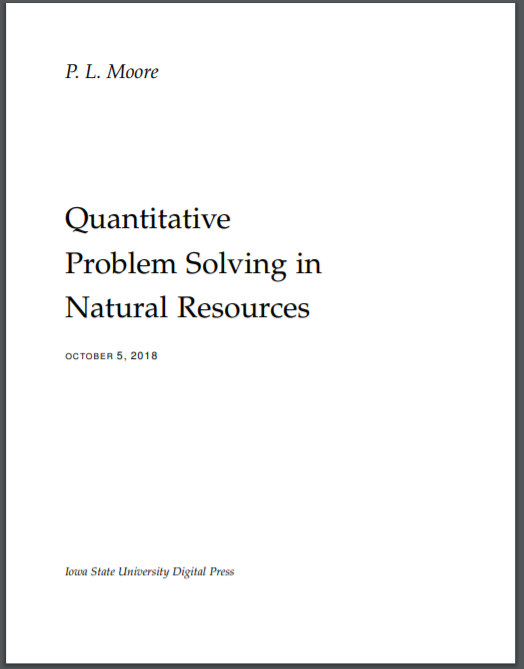 P. L. Moore
Quantitative
Problem Solving in
Natural Resources
OCTOBER 5, 2018
Iowa State University Digital Press